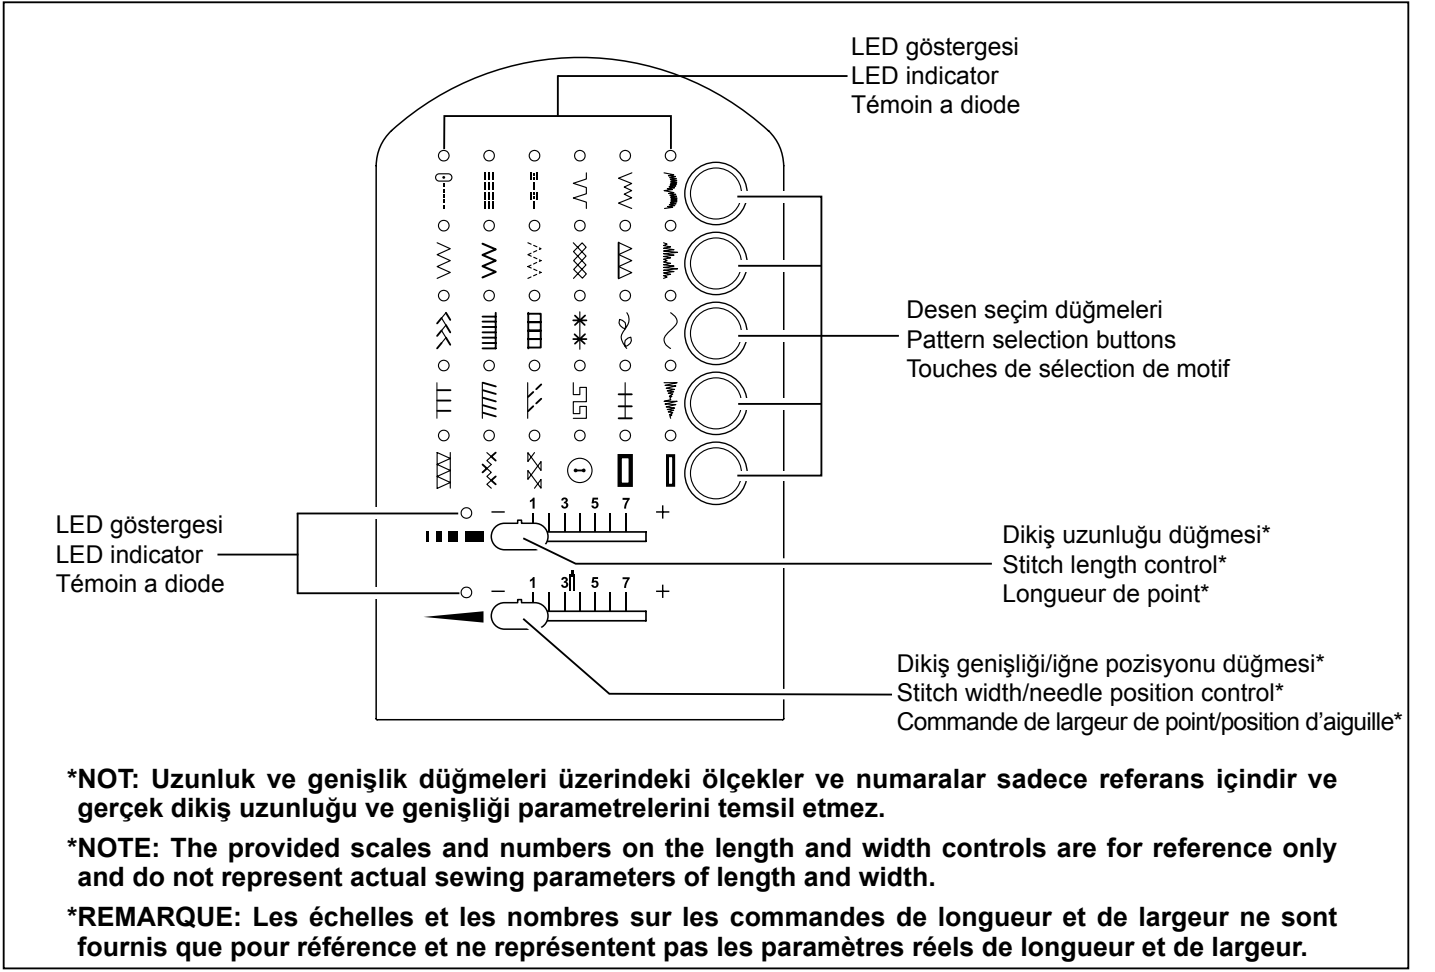 LED göstergesi
LED indicator
Témoin a diode
Desen seçim düğmeleri
Pattern selection buttons
Touches de sélection de motif
LED göstergesi
LED indicator
Témoin a diode
− 1 3 5 7 +
Dikiş uzunluğu düğmesi*
Stitch length control*
Longueur de point*
− 1 3 5 7 +
Dikiş genişliği/iğne pozisyonu düğmesi*
Stitch width/needle position control*
Commande de largeur de point/position d’aiguille*
*NOT: Uzunluk ve genişlik düğmeleri üzerindeki ölçekler ve numaralar sadece referans içindir ve
gerçek dikiş uzunluğu ve genişliği parametrelerini temsil etmez.
*NOTE: The provided scales and numbers on the length and width controls are for reference only
and do not represent actual sewing parameters of length and width.
*REMARQUE: Les échelles et les nombres sur les commandes de longueur et de largeur ne sont
fournis que pour référence et ne représentent pas les paramètres réels de longueur et de largeur.